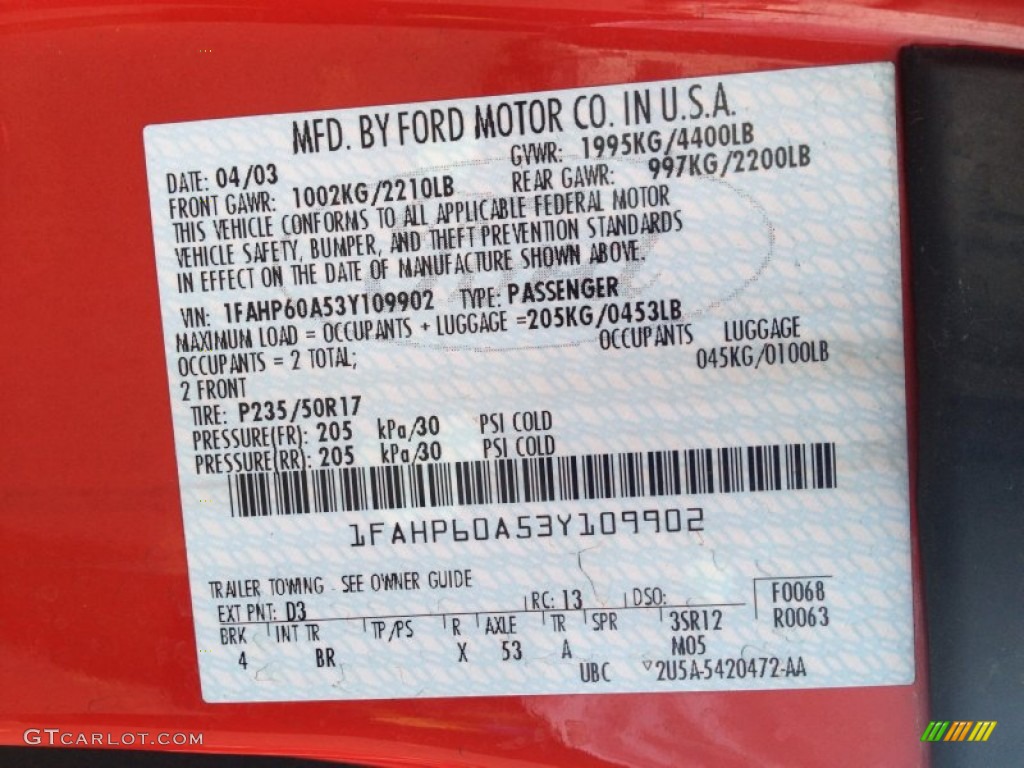 MFD. BY FORD MOTOR CO. IN U.S.A.
DATE: 04/03 GVWR: 1995KG/4400LB
FRONT GAWR: 1002KG/2210LB REAR GAWR: 997KG/2200LB
THIS VEHICLE CONFORMS TO ALL APPLICABLE FEDERAL MOTOR
VEHICLE SAFETY, BUMPER, AND THEFT PREVENTION STANDARDS
IN EFFECT ON THE DATE OF MANUFACTURE SHOWN ABOVE.
VIN: 1FAHP60A53Y109902 TYPE: PASSENGER
MAXIMUM LOAD = OCCUPANTS + LUGGAGE =205KG/0453LB
OCCUPANTS = 2 TOTAL; OCCUPANTS LUGGAGE
2 FRONT 045KG/0100LB
TIRE: P235/50R17
PRESSURE(FR): 205 kPa/30 PSI COLD
PRESSURE(RR): 205 kPa/30 PSI COLD
1FAHP60A53Y109902
TRAILER TOWING - SEE OWNER GUIDE
EXT PNT: D3 RC: 13 DSO: F0068
BRK INT TR TP/PS R AXLE TR SPR 3SR12 R0063
4 BR X 53 A M05
UBC ▽2U5A-5420472-AA
GTCARLOT.COM